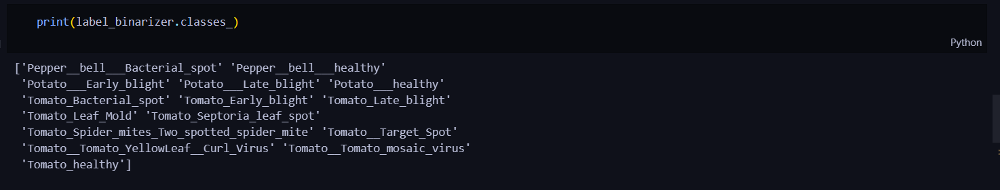 print(label_binarizer.classes_)
Python
['Pepper__bell___Bacterial_spot' 'Pepper__bell___healthy'
'Potato___Early_blight' 'Potato___Late_blight' 'Potato___healthy'
'Tomato_Bacterial_spot' 'Tomato_Early_blight' 'Tomato_Late_blight'
'Tomato_Leaf_Mold' 'Tomato_Septoria_leaf_spot'
'Tomato_Spider_mites_Two_spotted_spider_mite' 'Tomato__Target_Spot'
'Tomato__Tomato_YellowLeaf__Curl_Virus' 'Tomato__Tomato_mosaic_virus'
'Tomato_healthy']